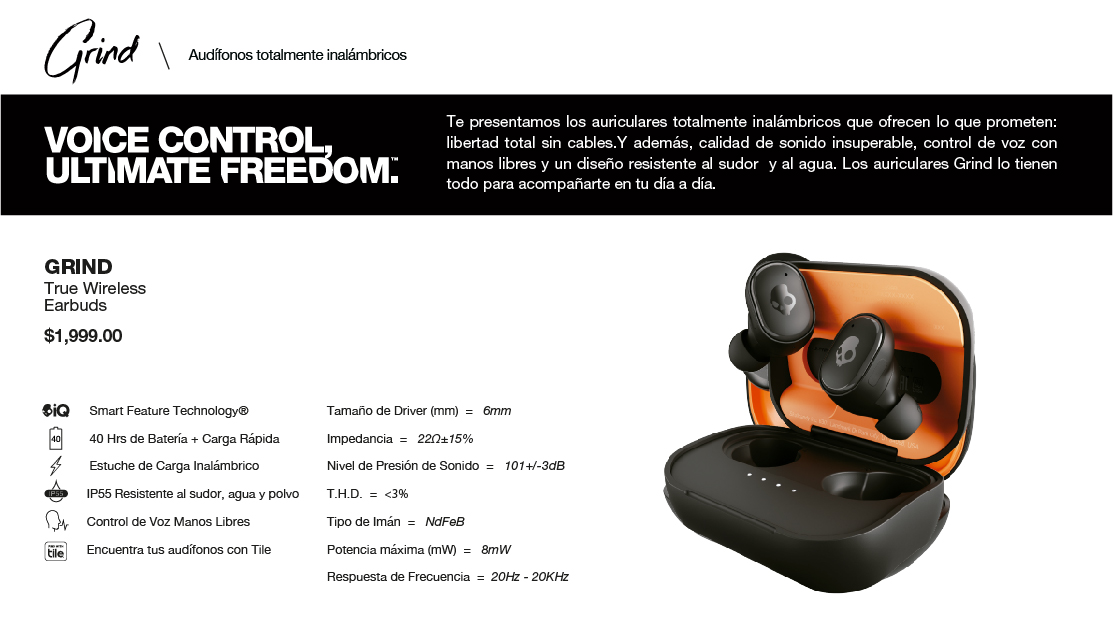 Grind
Audífonos totalmente inalámbricos
VOICE CONTROL,
ULTIMATE FREEDOM.™
Te presentamos los auriculares totalmente inalámbricos que ofrecen lo que prometen:
libertad total sin cables.Y además, calidad de sonido insuperable, control de voz con
manos libres y un diseño resistente al sudor y al agua. Los auriculares Grind lo tienen
todo para acompañarte en tu día a día.
GRIND
True Wireless
Earbuds
$1,999.00
iQ Smart Feature Technology®
40 40 Hrs de Batería + Carga Rápida
Estuche de Carga Inalámbrico
IP55 IP55 Resistente al sudor, agua y polvo
Control de Voz Manos Libres
tile Encuentra tus audífonos con Tile
Tamaño de Driver (mm) = 6mm
Impedancia = 22Ω±15%
Nivel de Presión de Sonido = 101+/-3dB
T.H.D. = <3%
Tipo de Imán = NdFeB
Potencia máxima (mW) = 8mW
Respuesta de Frecuencia = 20Hz - 20KHz